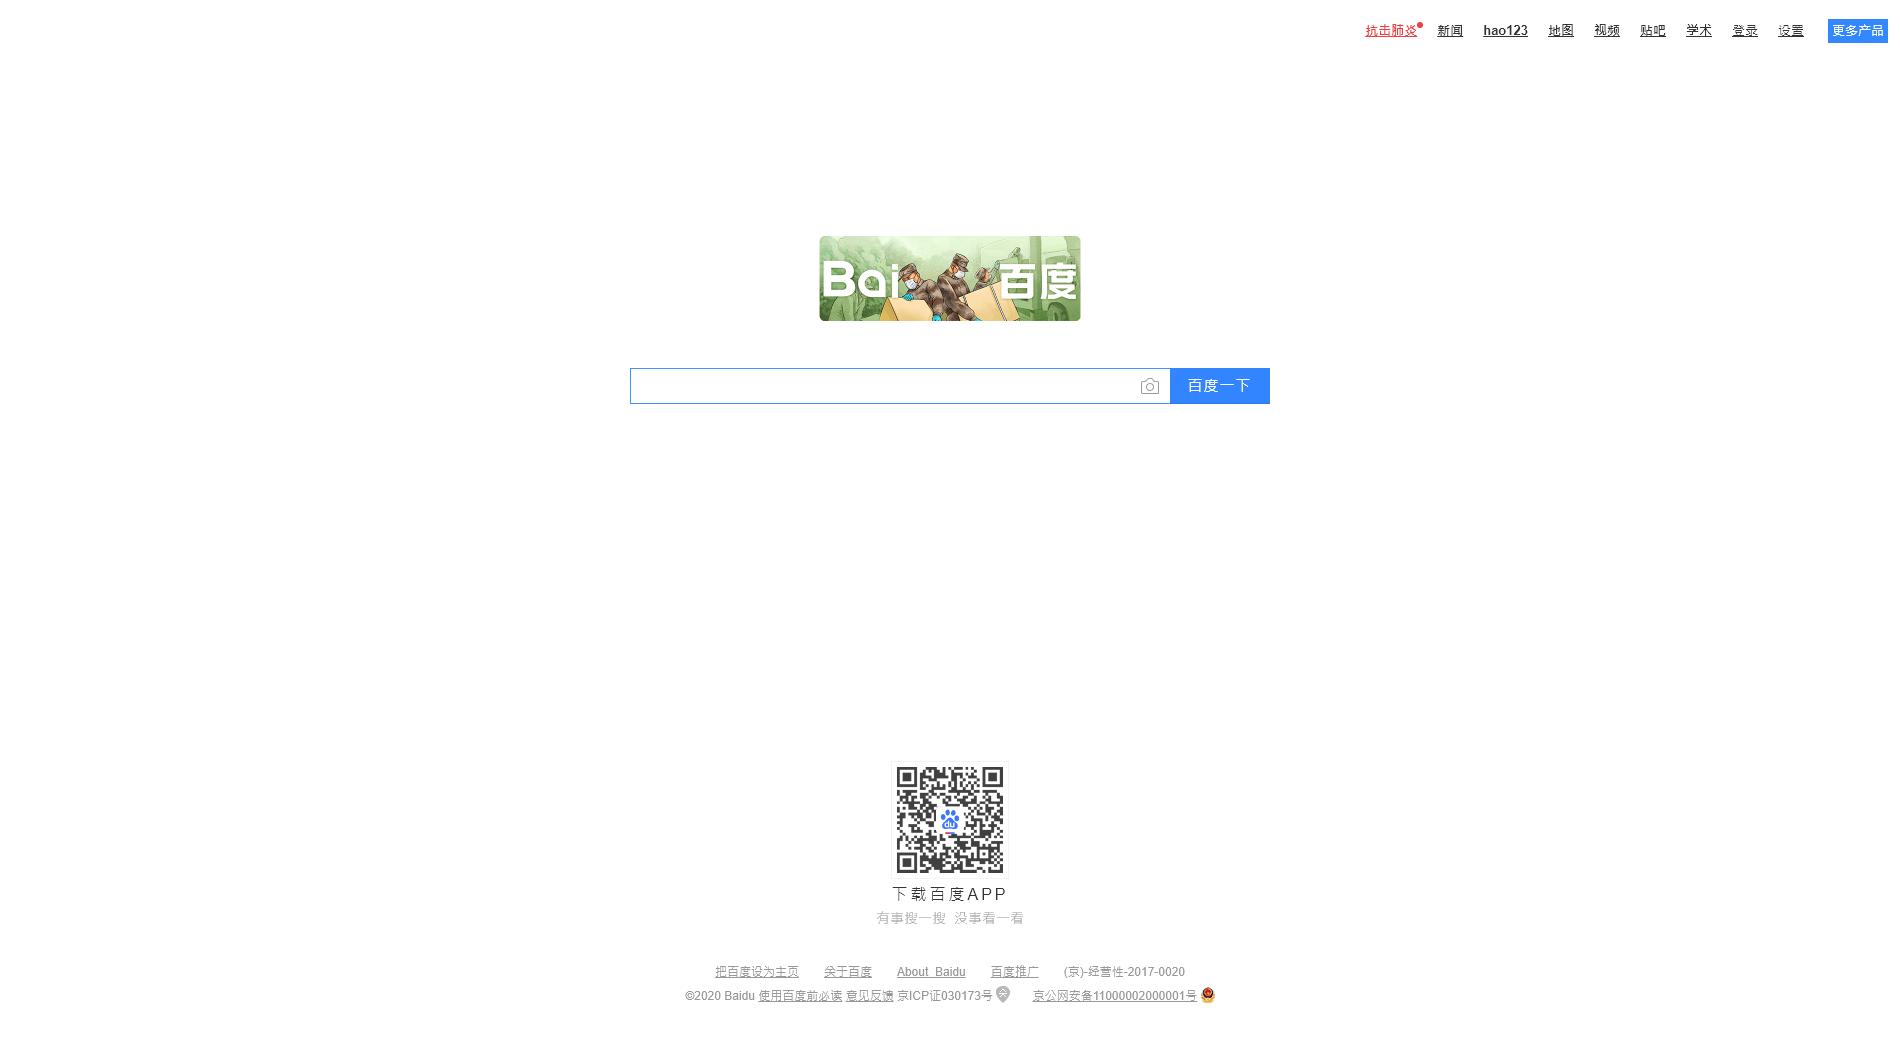 抗击肺炎 新闻 hao123 地图 视频 贴吧 学术 登录 设置 更多产品
Bai 百度
百度一下
du
下载百度APP
有事搜一搜 没事看一看
把百度设为主页 关于百度 About Baidu 百度推广 (京)-经营性-2017-0020
©2020 Baidu 使用百度前必读 意见反馈 京ICP证030173号 京公网安备11000002000001号